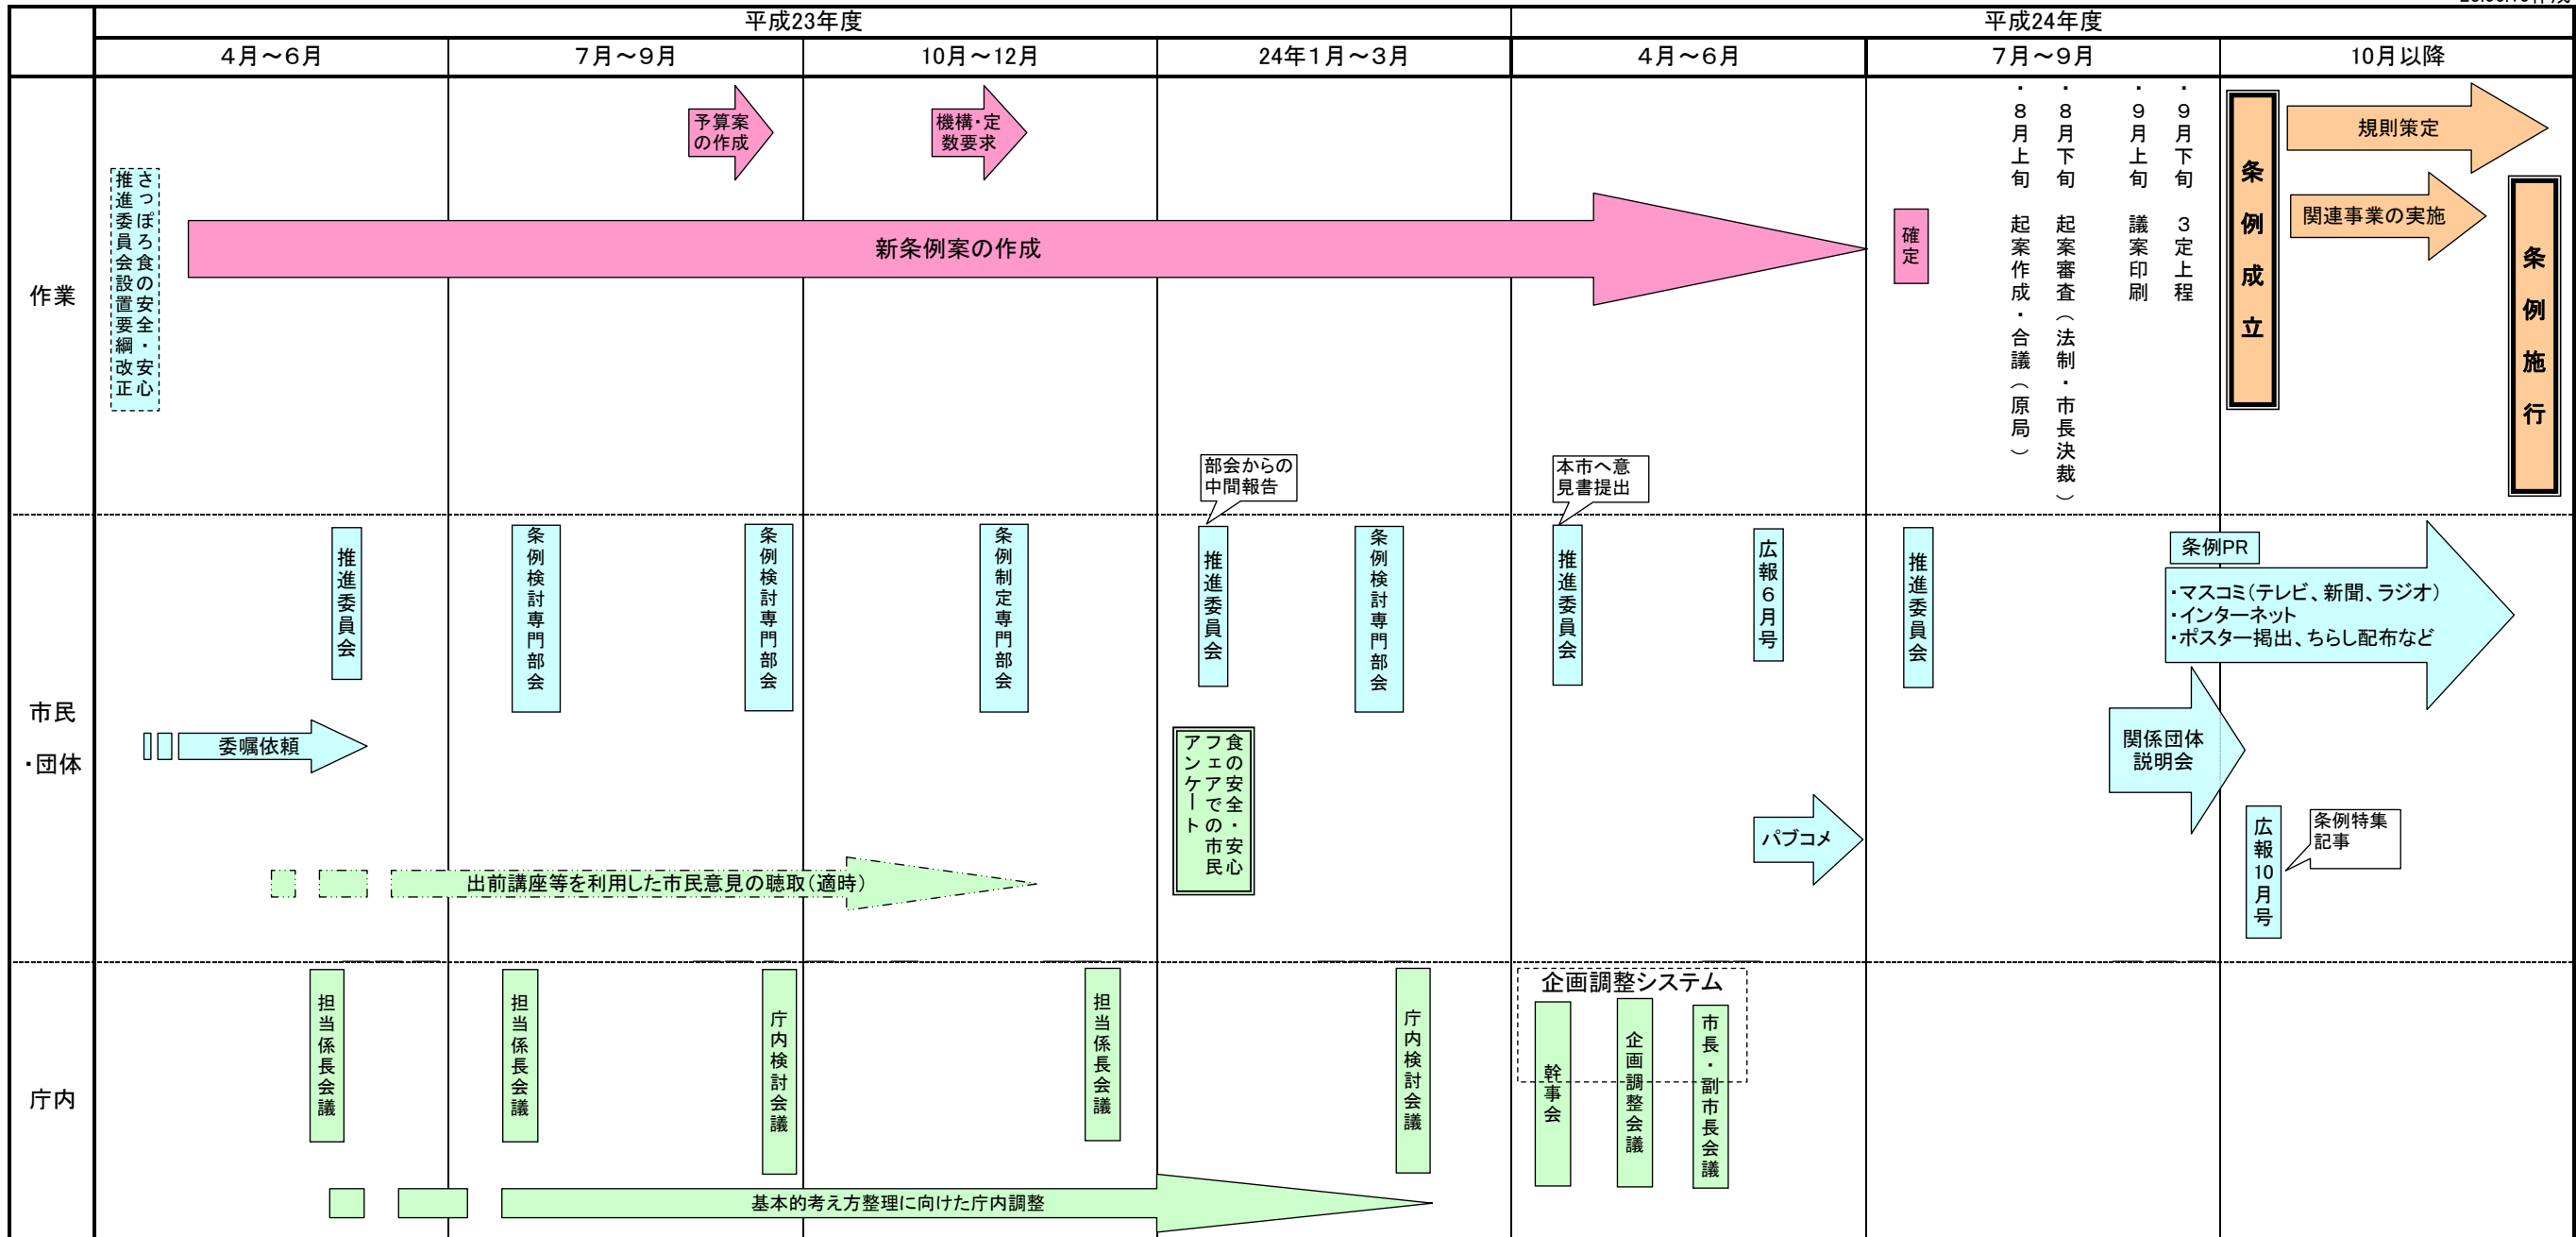 平成23年度
平成24年度
4月～6月
7月～9月
10月～12月
24年1月～3月
4月～6月
7月～9月
10月以降
作業
さっぽろ食の安全・安心
推進委員会設置要綱改正
予算案
の作成
機構・定
数要求
新条例案の作成
確定
・9月下旬　3定上程
・9月上旬　議案印刷
・8月下旬　起案審査（法制・市長決裁）
・8月上旬　起案作成・合議（原局）
条例成立
規則策定
関連事業の実施
条例施行
市民
・団体
部会からの
中間報告
本市へ意
見書提出
推進委員会
条例検討専門部会
条例検討専門部会
条例制定専門部会
推進委員会
条例検討専門部会
推進委員会
広報6月号
推進委員会
条例PR
・マスコミ（テレビ、新聞、ラジオ）
・インターネット
・ポスター掲出、ちらし配布など
委嘱依頼
食の安全・安心
フェアでの市民
アンケート
関係団体
説明会
パブコメ
出前講座等を利用した市民意見の聴取（適時）
広報10月号
条例特集
記事
庁内
担当係長会議
担当係長会議
庁内検討会議
担当係長会議
庁内検討会議
企画調整システム
幹事会
企画調整会議
市長・副市長会議
基本的考え方整理に向けた庁内調整